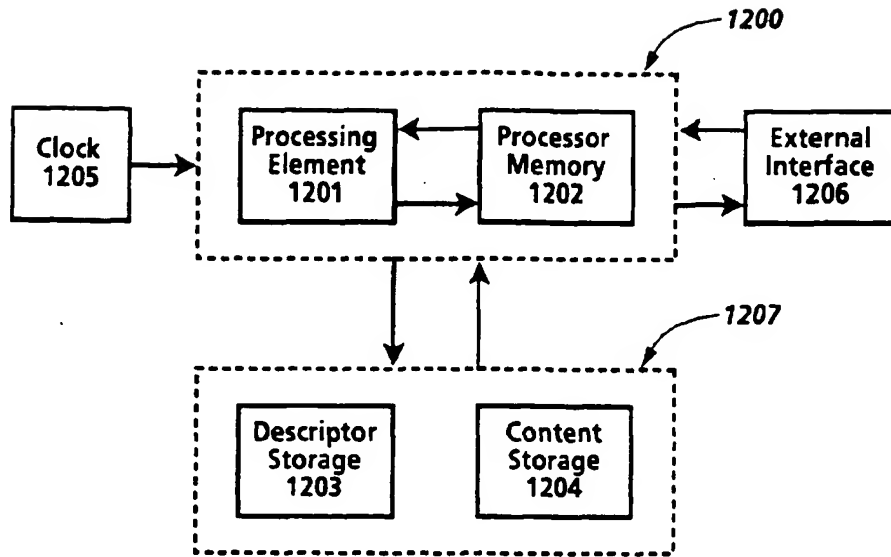 1200
Clock
1205
Processing
Element
1201
Processor
Memory
1202
External
Interface
1206
1207
Descriptor
Storage
1203
Content
Storage
1204